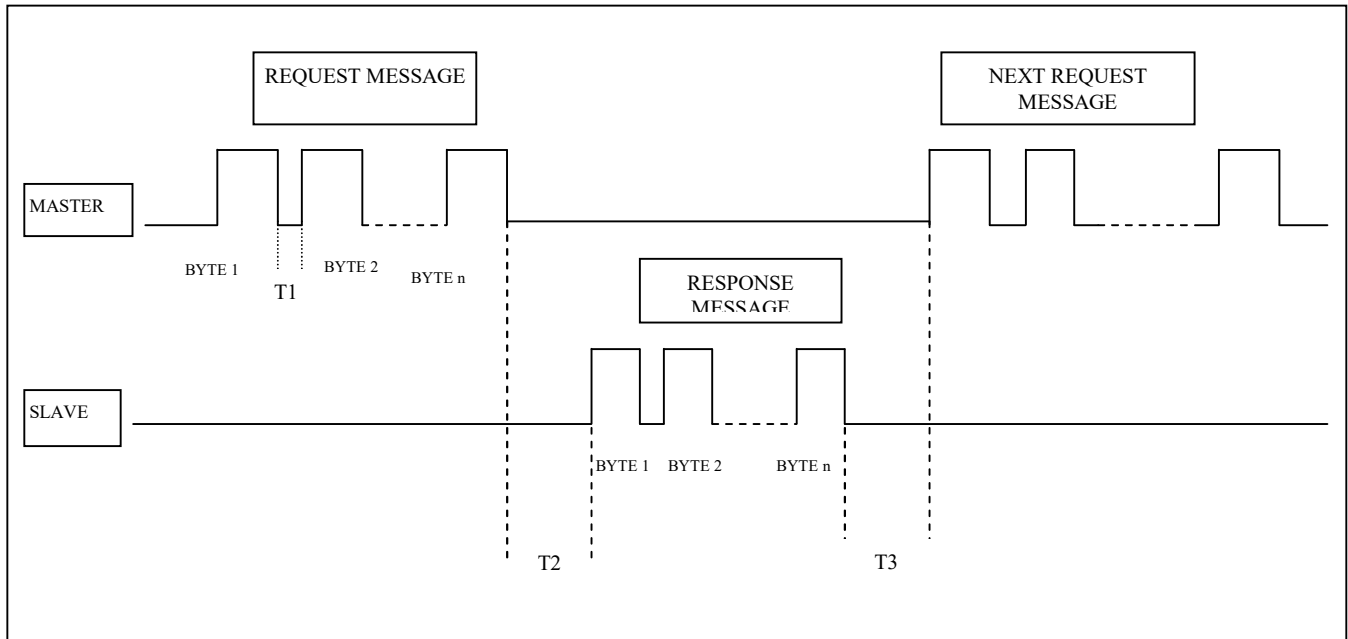 REQUEST MESSAGE
NEXT REQUEST
MESSAGE
MASTER
BYTE 1
T1
BYTE 2
BYTE n
RESPONSE
MESSAGE
SLAVE
BYTE 1
BYTE 2
BYTE n
T2
T3